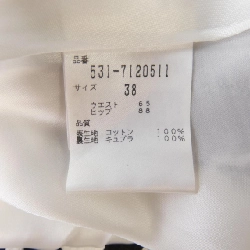 品番
531-7120511
サイズ
38
ウエスト 65
ヒップ 88
品質
表生地 コットン 100%
裏生地 キュプラ 100%